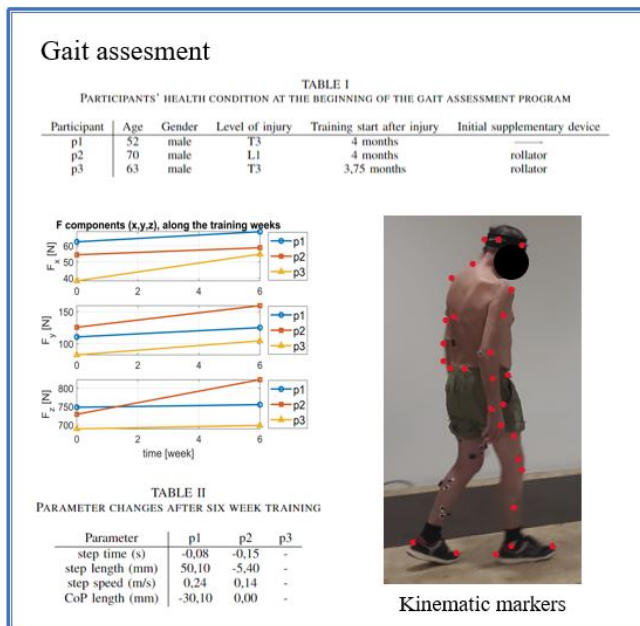 Gait assesment
TABLE I
PARTICIPANTS' HEALTH CONDITION AT THE BEGINNING OF THE GAIT ASSESSMENT PROGRAM
Participant Age Gender Level of injury Training start after injury Initial supplementary device
p1 52 male T3 4 months ———
p2 70 male L1 4 months rollator
p3 63 male T3 3,75 months rollator
F components (x,y,z), along the training weeks
F_x [N]
60
50
40
0 2 4 6
p1
p2
p3
F_y [N]
150
100
0 2 4 6
p1
p2
p3
F_z [N]
800
750
700
0 2 4 6
p1
p2
p3
time [week]
TABLE II
PARAMETER CHANGES AFTER SIX WEEK TRAINING
Parameter p1 p2 p3
step time (s) -0,08 -0,15 -
step length (mm) 50,10 -5,40 -
step speed (m/s) 0,24 0,14 -
CoP length (mm) -30,10 0,00 -
Kinematic markers